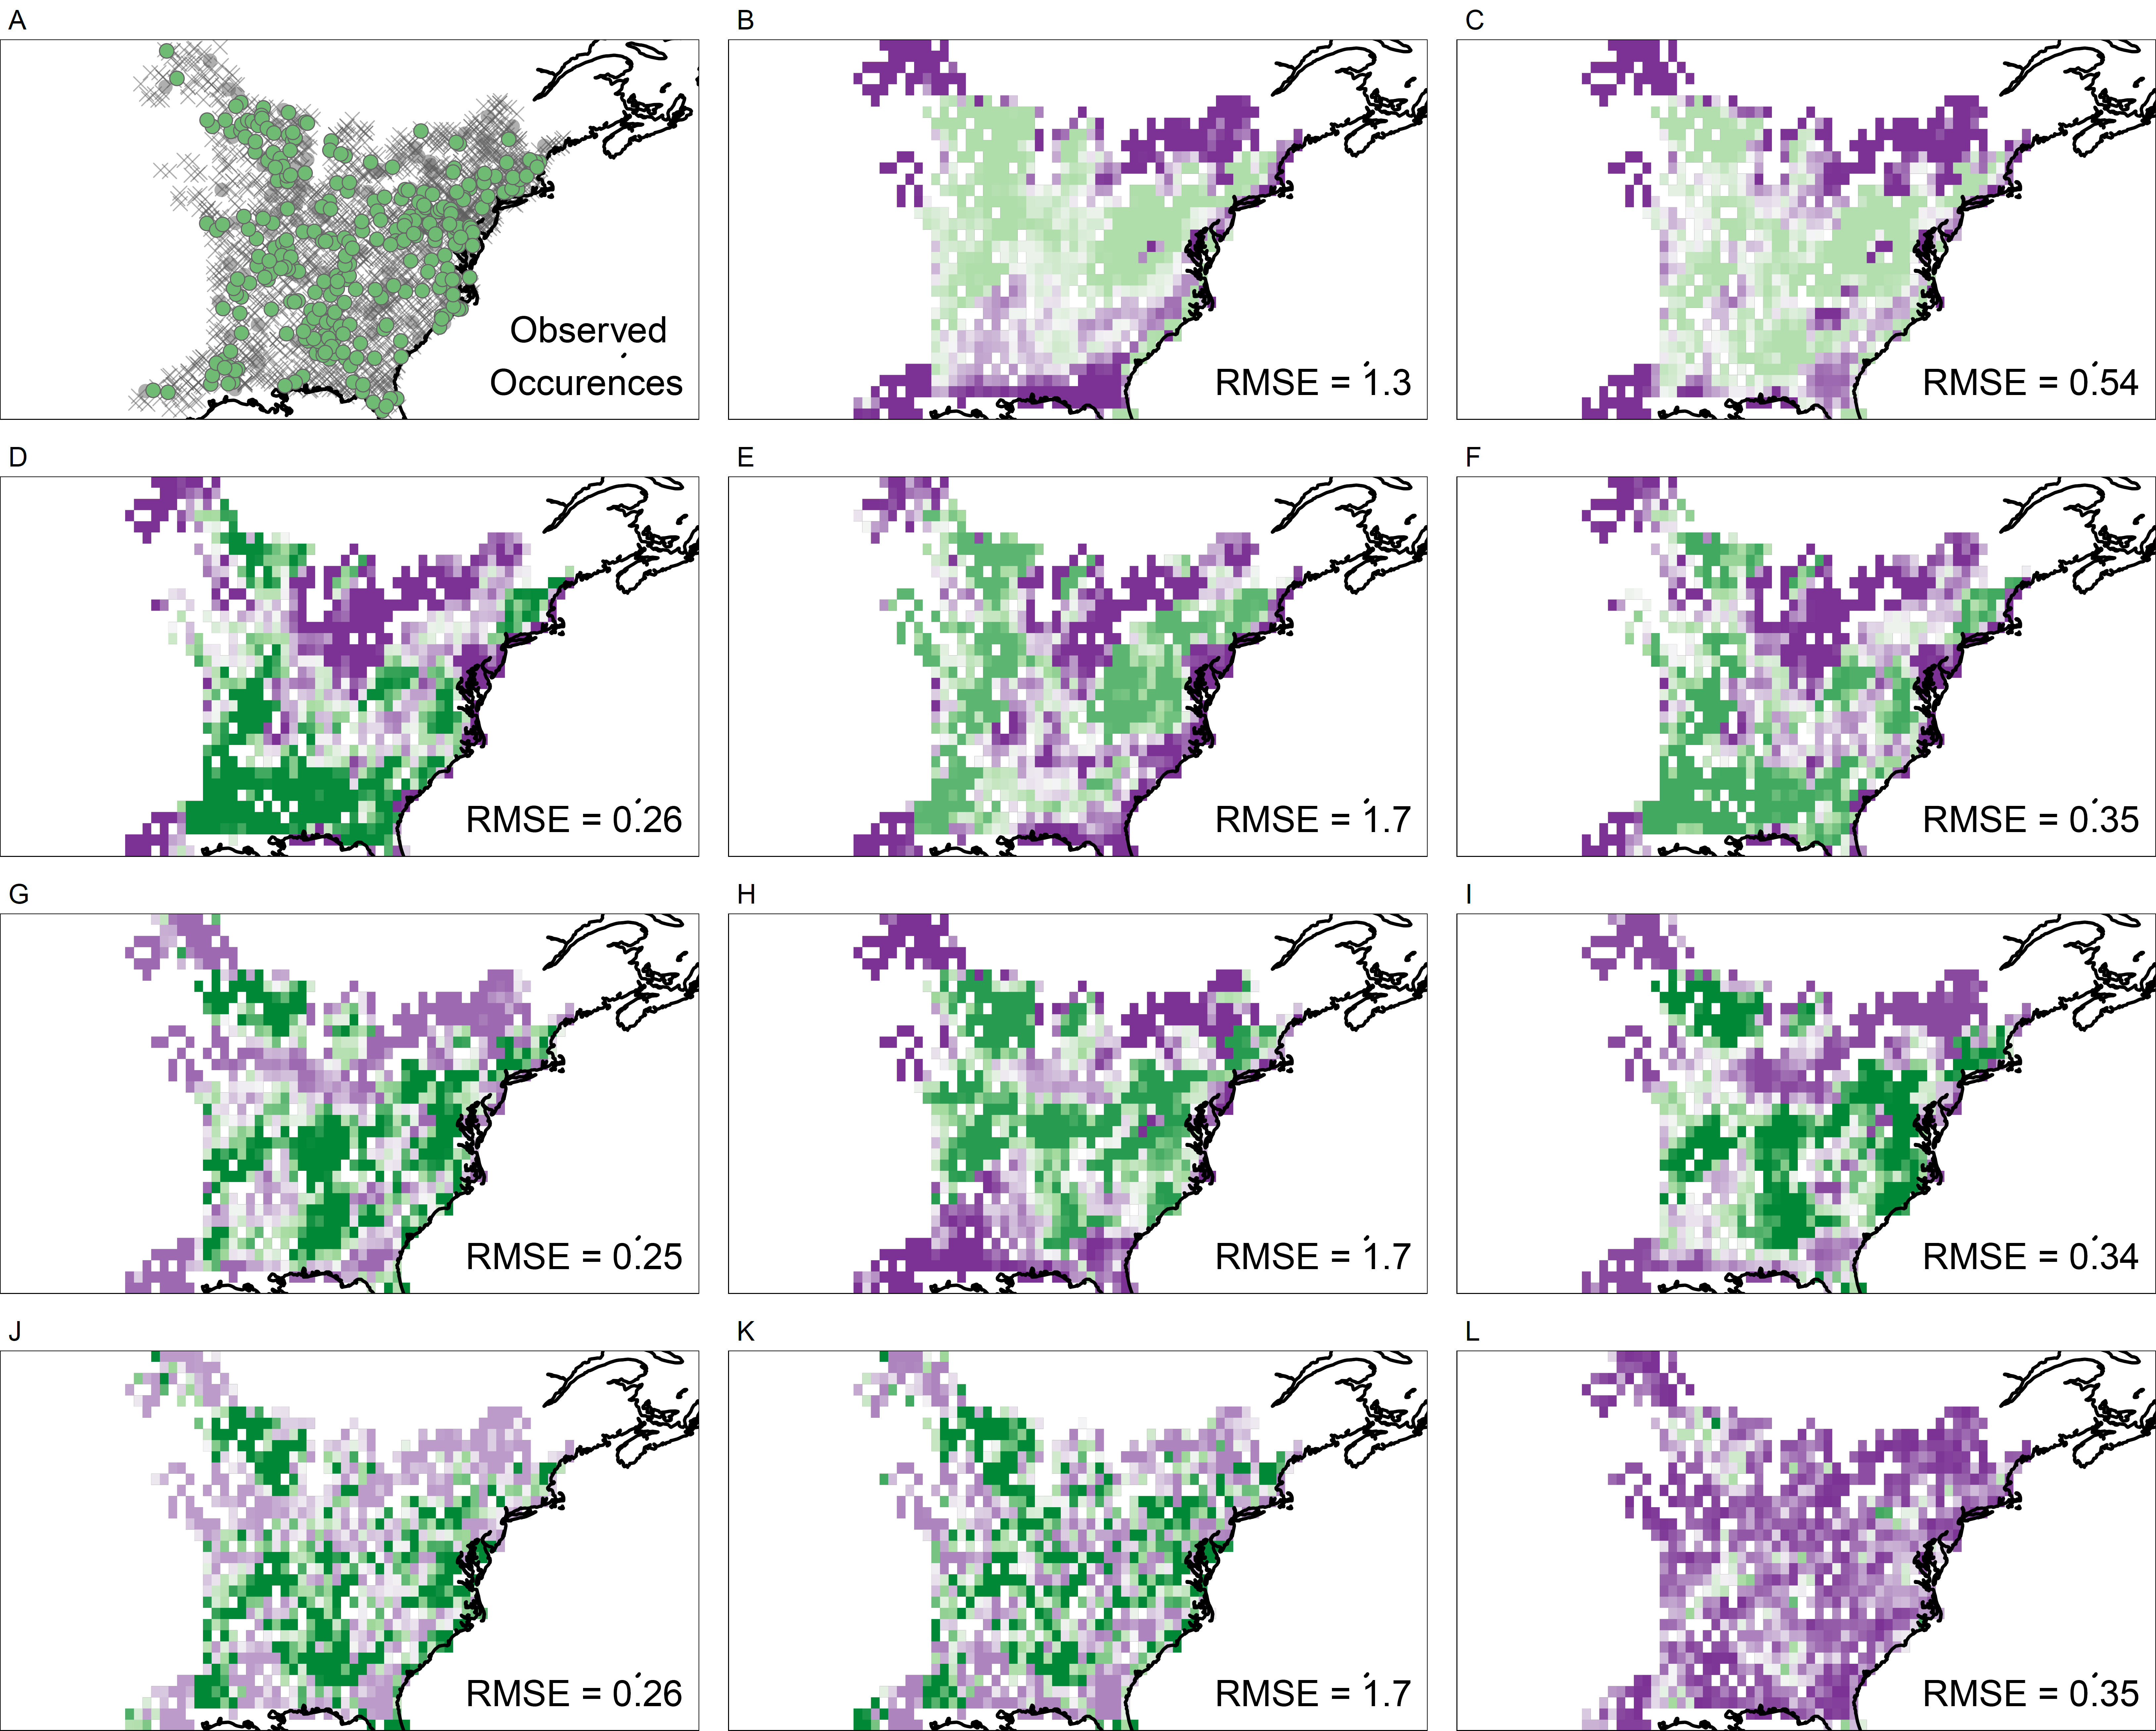 A
B
C
Observed
Occurences
RMSE = 1.3
RMSE = 0.54
D
E
F
RMSE = 0.26
RMSE = 1.7
RMSE = 0.35
G
H
I
RMSE = 0.25
RMSE = 1.7
RMSE = 0.34
J
K
L
RMSE = 0.26
RMSE = 1.7
RMSE = 0.35